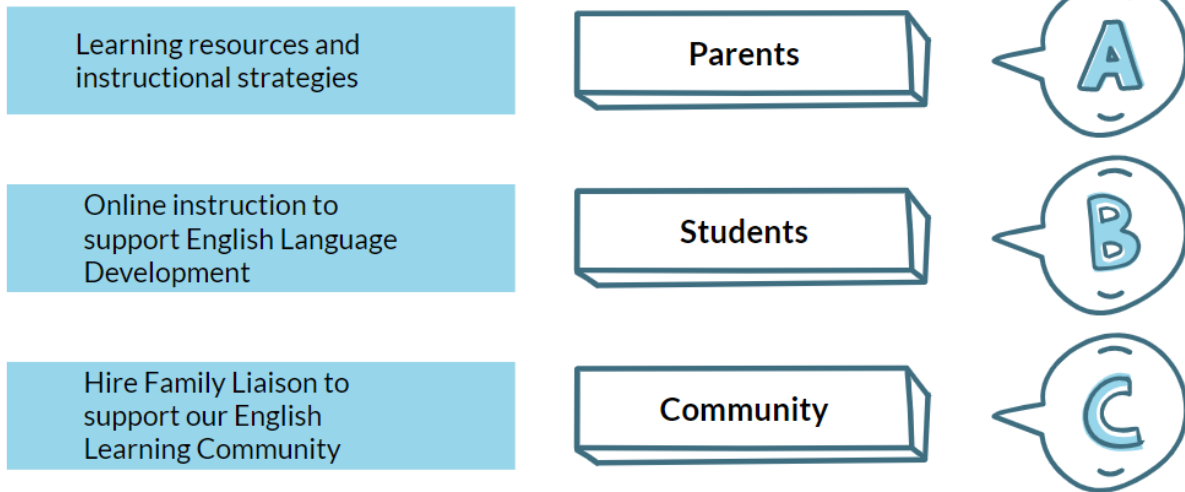 Learning resources and
instructional strategies
Parents
A
Online instruction to
support English Language
Development
Students
B
Hire Family Liaison to
support our English
Learning Community
Community
C